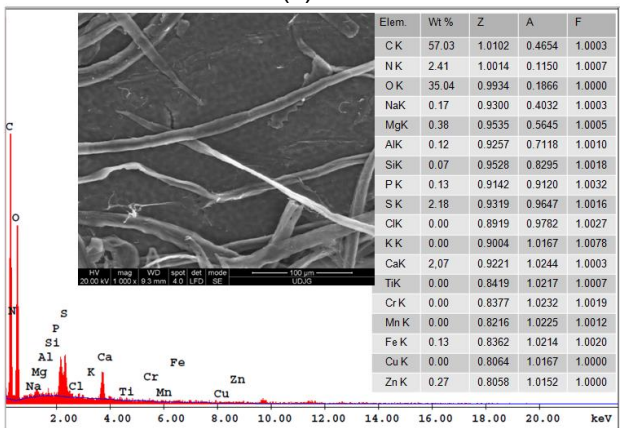 Elem. Wt % Z A F
C K 57.03 1.0102 0.4654 1.0003
N K 2.41 1.0014 0.1150 1.0007
O K 35.04 0.9934 0.1866 1.0000
NaK 0.17 0.9300 0.4032 1.0003
MgK 0.38 0.9535 0.5645 1.0005
AlK 0.12 0.9257 0.7118 1.0010
SiK 0.07 0.9528 0.8295 1.0018
P K 0.13 0.9142 0.9120 1.0032
S K 2.18 0.9319 0.9647 1.0016
ClK 0.00 0.8919 0.9782 1.0027
K K 0.00 0.9004 1.0167 1.0078
CaK 2,07 0.9221 1.0244 1.0003
TiK 0.00 0.8419 1.0217 1.0007
Cr K 0.00 0.8377 1.0232 1.0019
Mn K 0.00 0.8216 1.0225 1.0012
Fe K 0.13 0.8362 1.0214 1.0020
Cu K 0.00 0.8064 1.0167 1.0000
Zn K 0.27 0.8058 1.0152 1.0000
HV mag WD spot det mode 100 µm
20.00 kV 1 000 x 9.3 mm 4.0 LFD SE UDJG
C
O
N
S
P
Si
Al
Mg
Na
Cl
K
Ca
Ti
Cr
Mn
Fe
Cu
Zn
2.00 4.00 6.00 8.00 10.00 12.00 14.00 16.00 18.00 20.00 keV